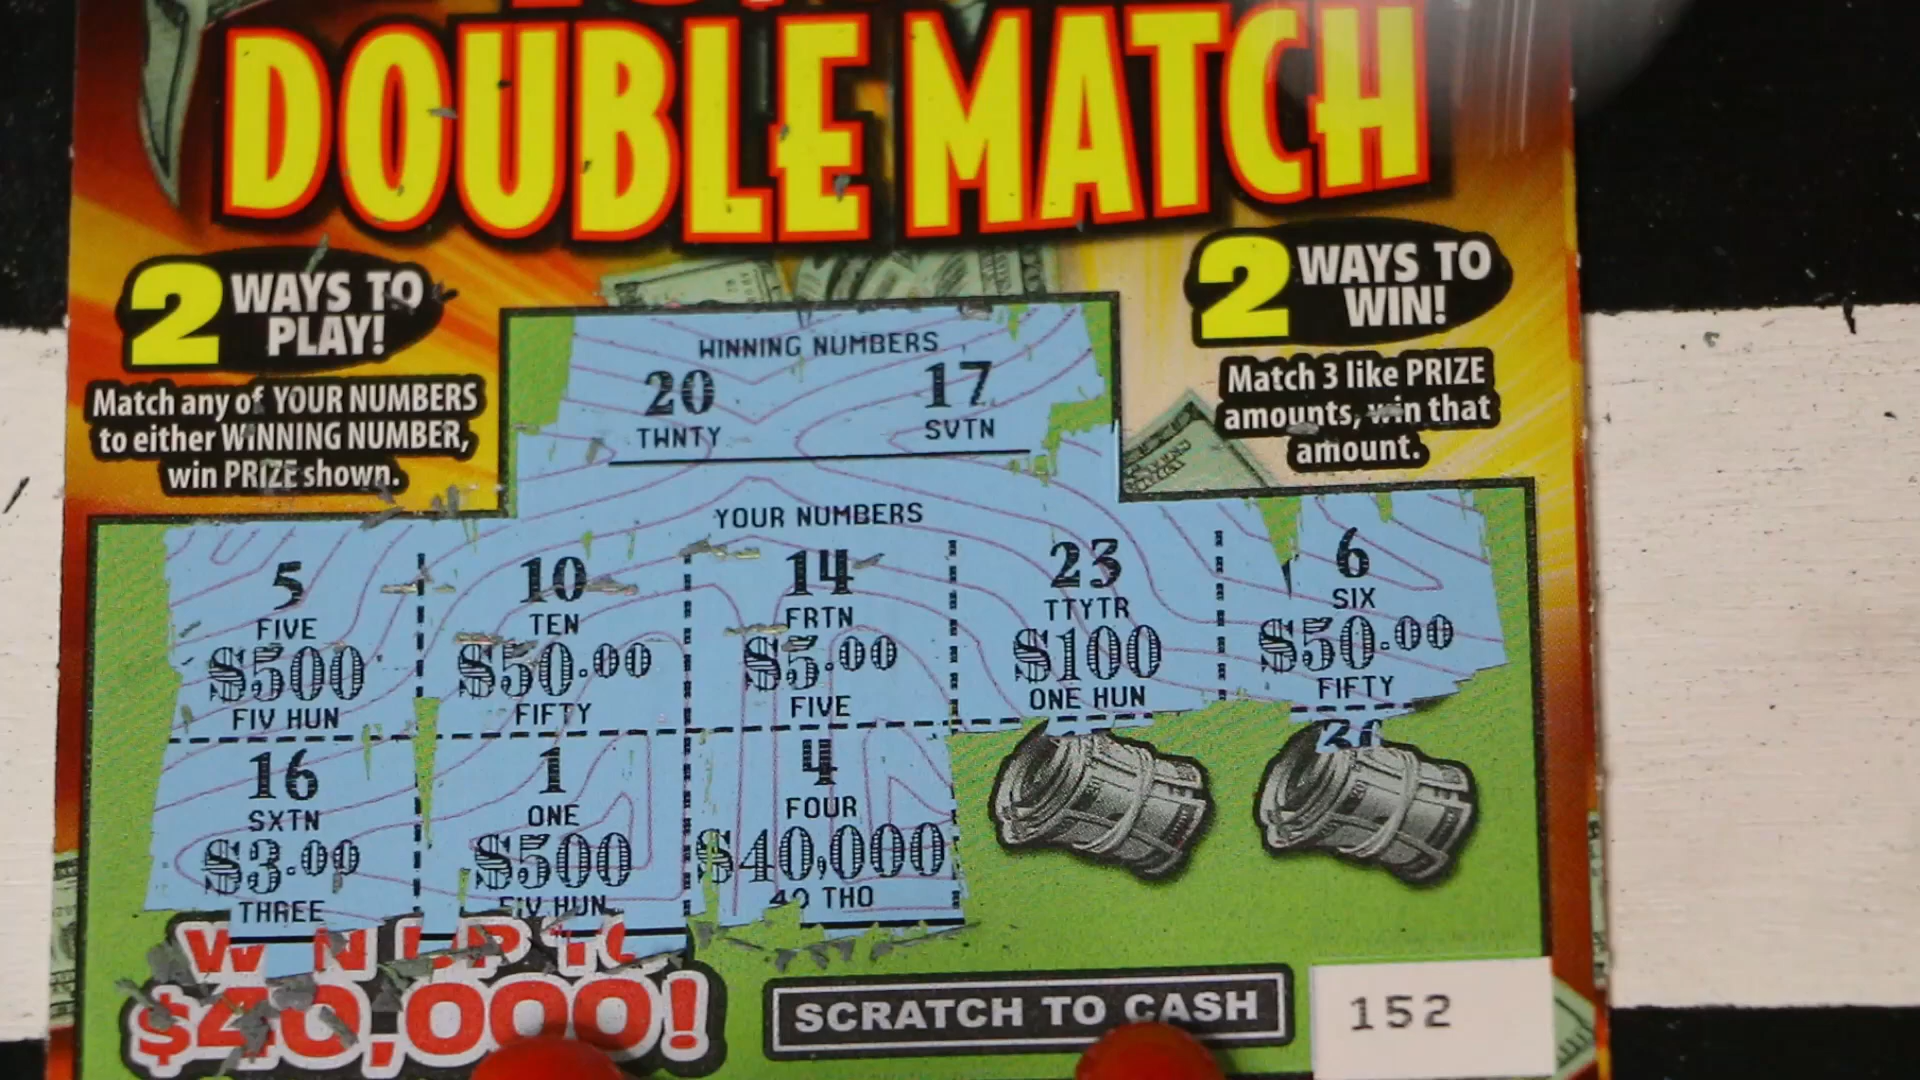 DOUBLE MATCH
2 WAYS TO
PLAY!
Match any of YOUR NUMBERS
to either WINNING NUMBER,
win PRIZE shown.
2 WAYS TO
WIN!
Match 3 like PRIZE
amounts, win that
amount.
WINNING NUMBERS
20 17
TWNTY SVTN
YOUR NUMBERS
5 10 14 23 6
FIVE TEN FRTN TTYTR SIX
$500 $50.00 $5.00 $100 $50.00
FIV HUN FIFTY FIVE ONE HUN FIFTY
16 1 4
SXTN ONE FOUR
$3.00 $500 $40,000
THREE FIV HUN 40 THO
WIN UP TO
$40,000!
SCRATCH TO CASH
152